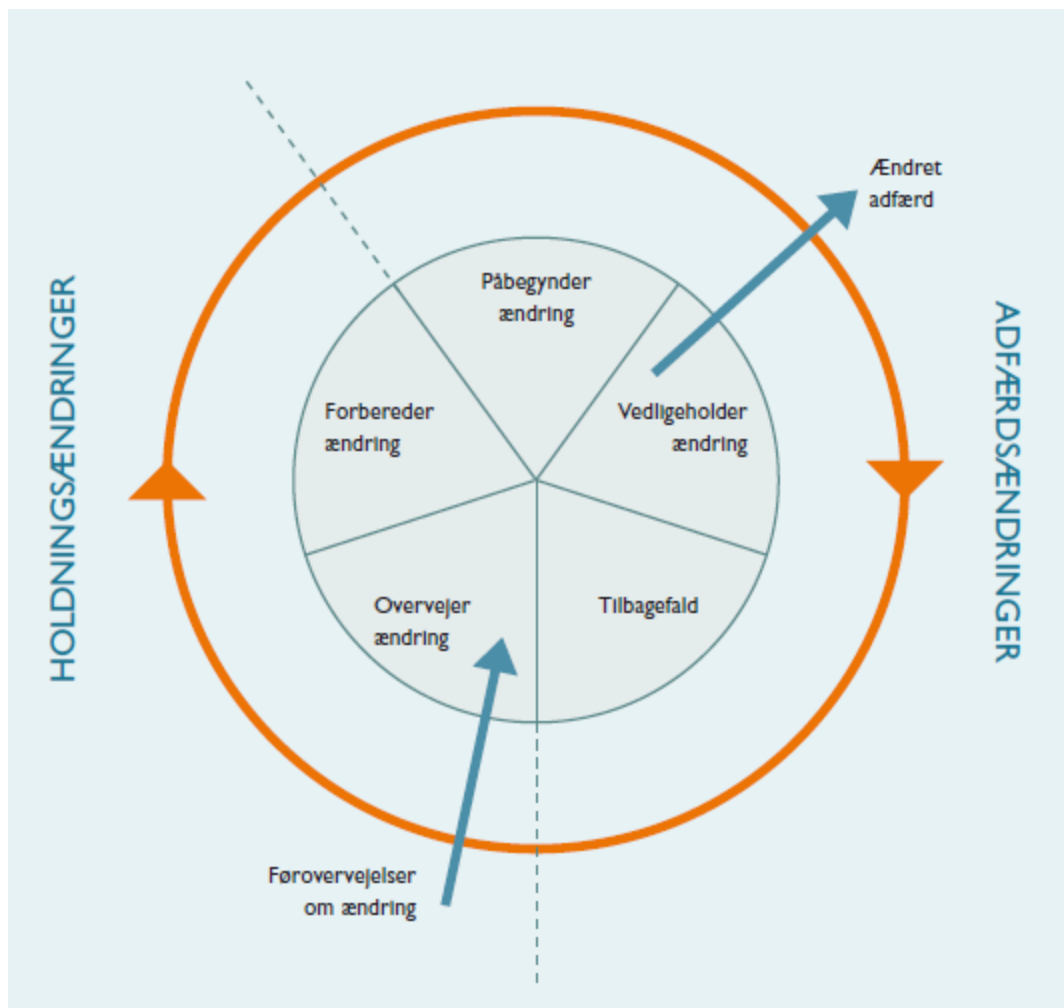 Ændret
adfærd
Påbegynder
ændring
HOLDNINGSÆNDRINGER
ADFÆRDSÆNDRINGER
Forbereder
ændring
Vedligeholder
ændring
Overvejer
ændring
Tilbagefald
Førovervejelser
om ændring